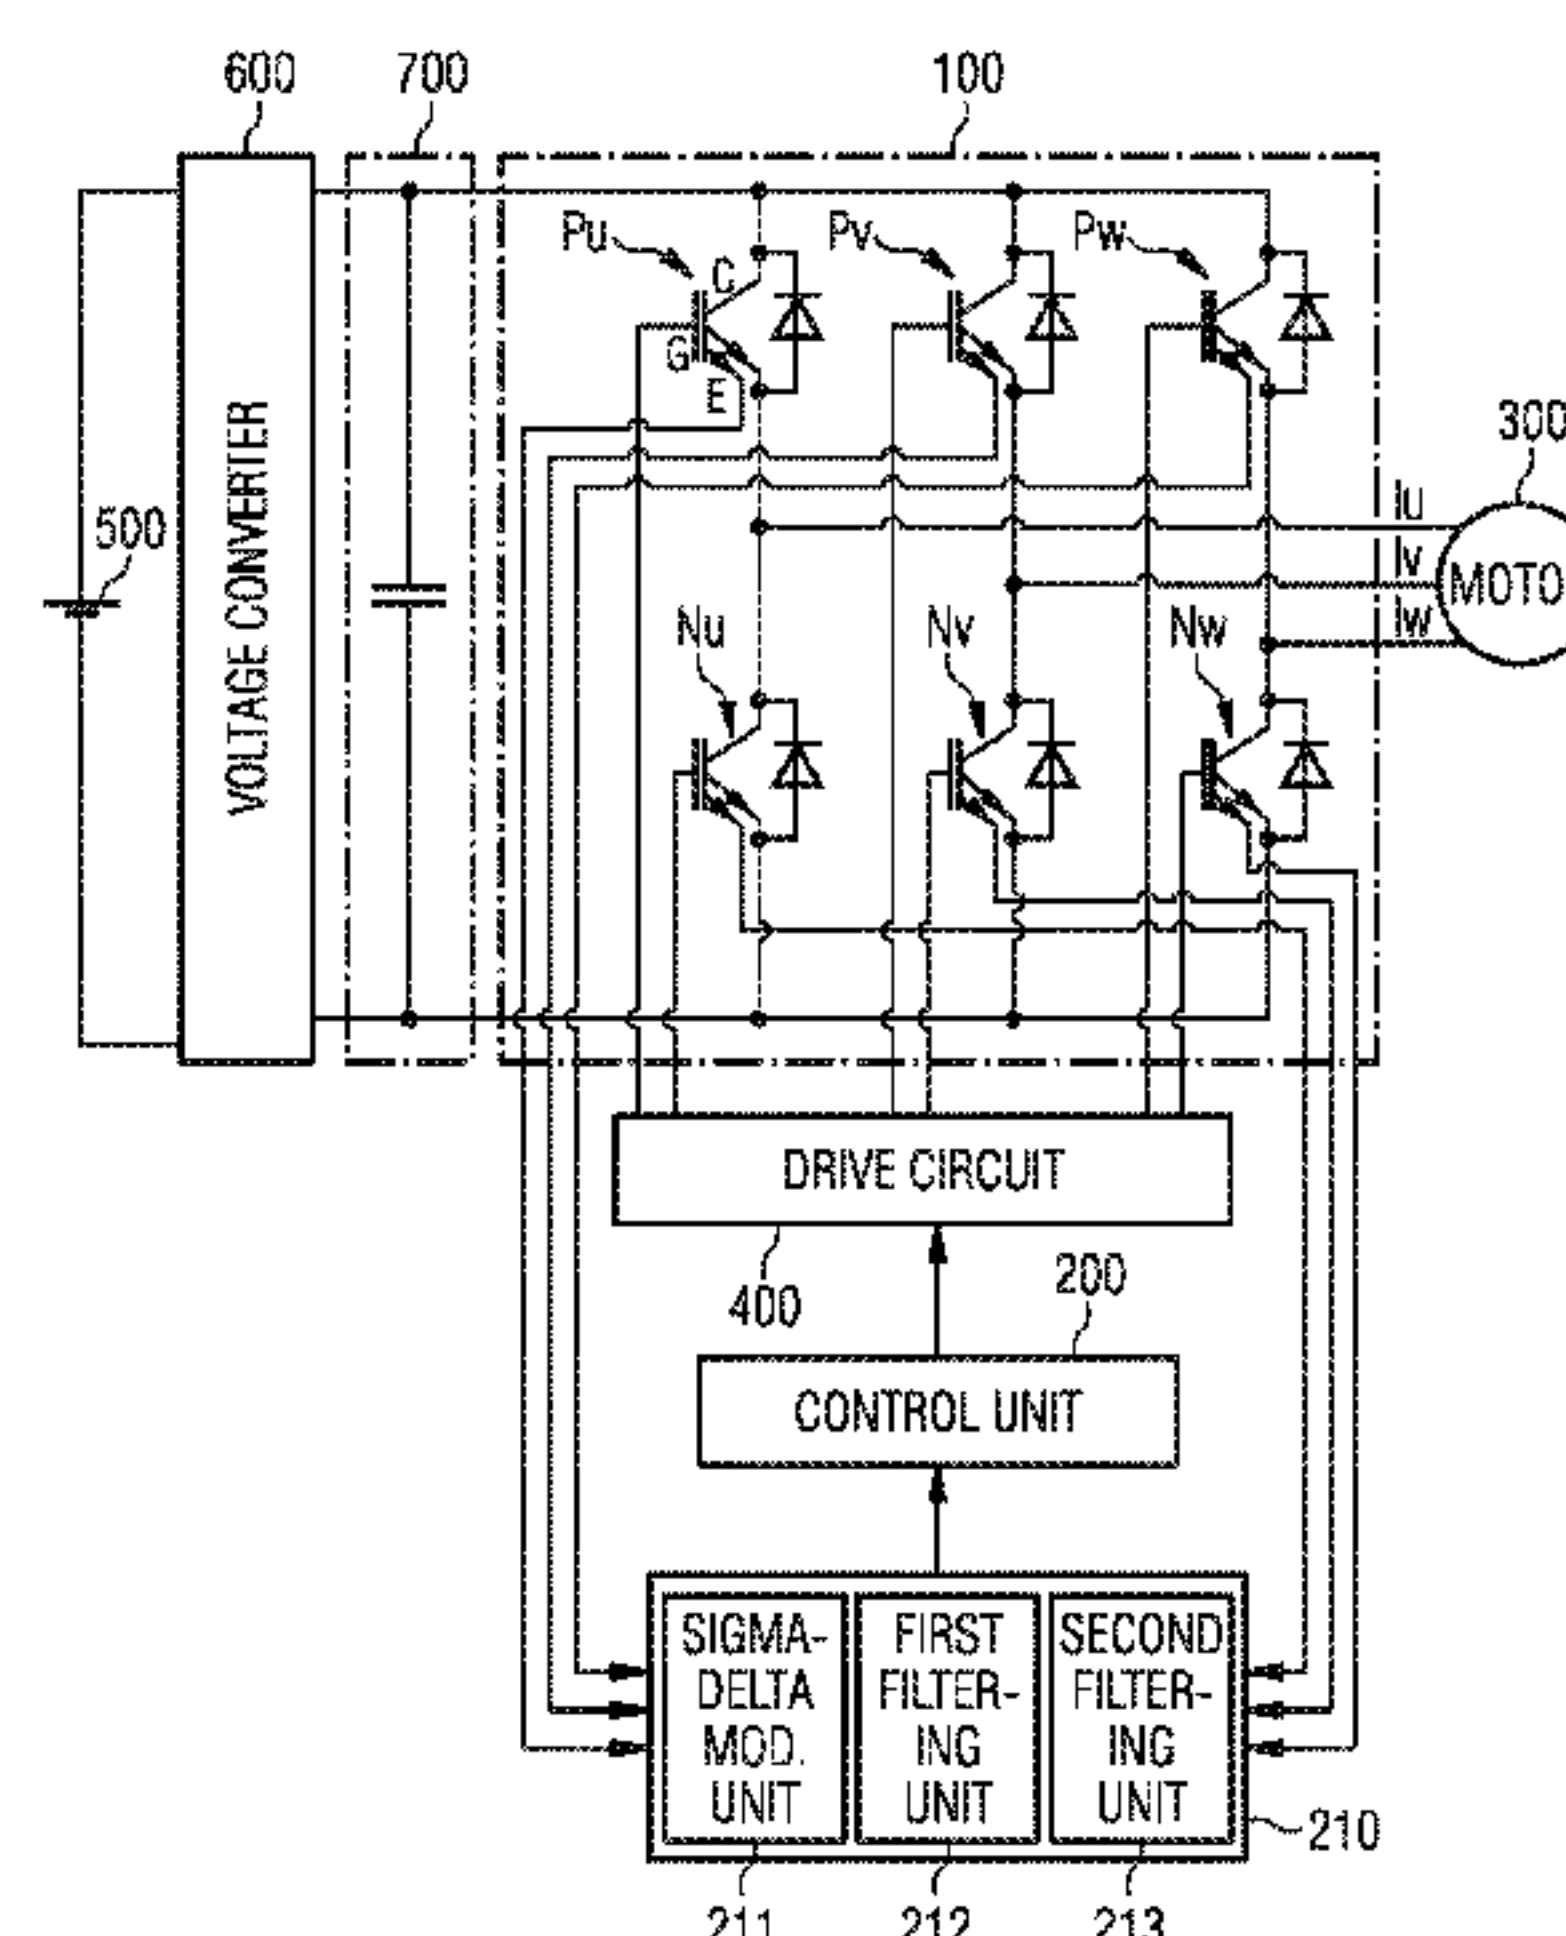 600
700
100
Pu
Pv
Pw
C
G
E
300
500
VOLTAGE CONVERTER
Iu
Iv
Iw
MOTO
Nu
Nv
Nw
DRIVE CIRCUIT
400
200
CONTROL UNIT
SIGMA-
DELTA
MOD.
UNIT
FIRST
FILTER-
ING
UNIT
SECOND
FILTER-
ING
UNIT
210
211
212
213